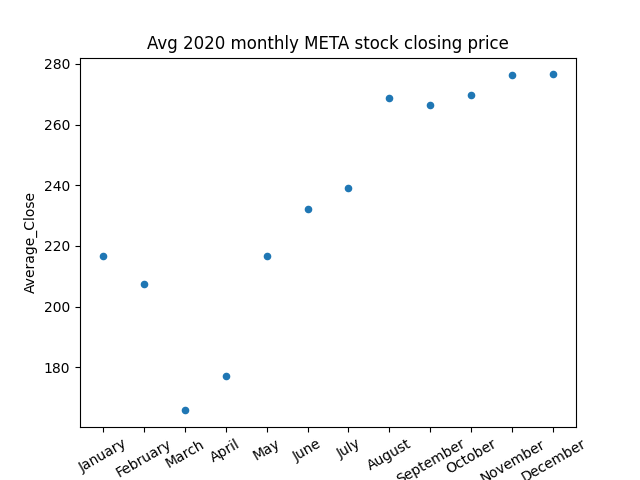 Avg 2020 monthly META stock closing price
280
260
240
220
200
180
Average_Close
January
February
March
April
May
June
July
August
September
October
November
December